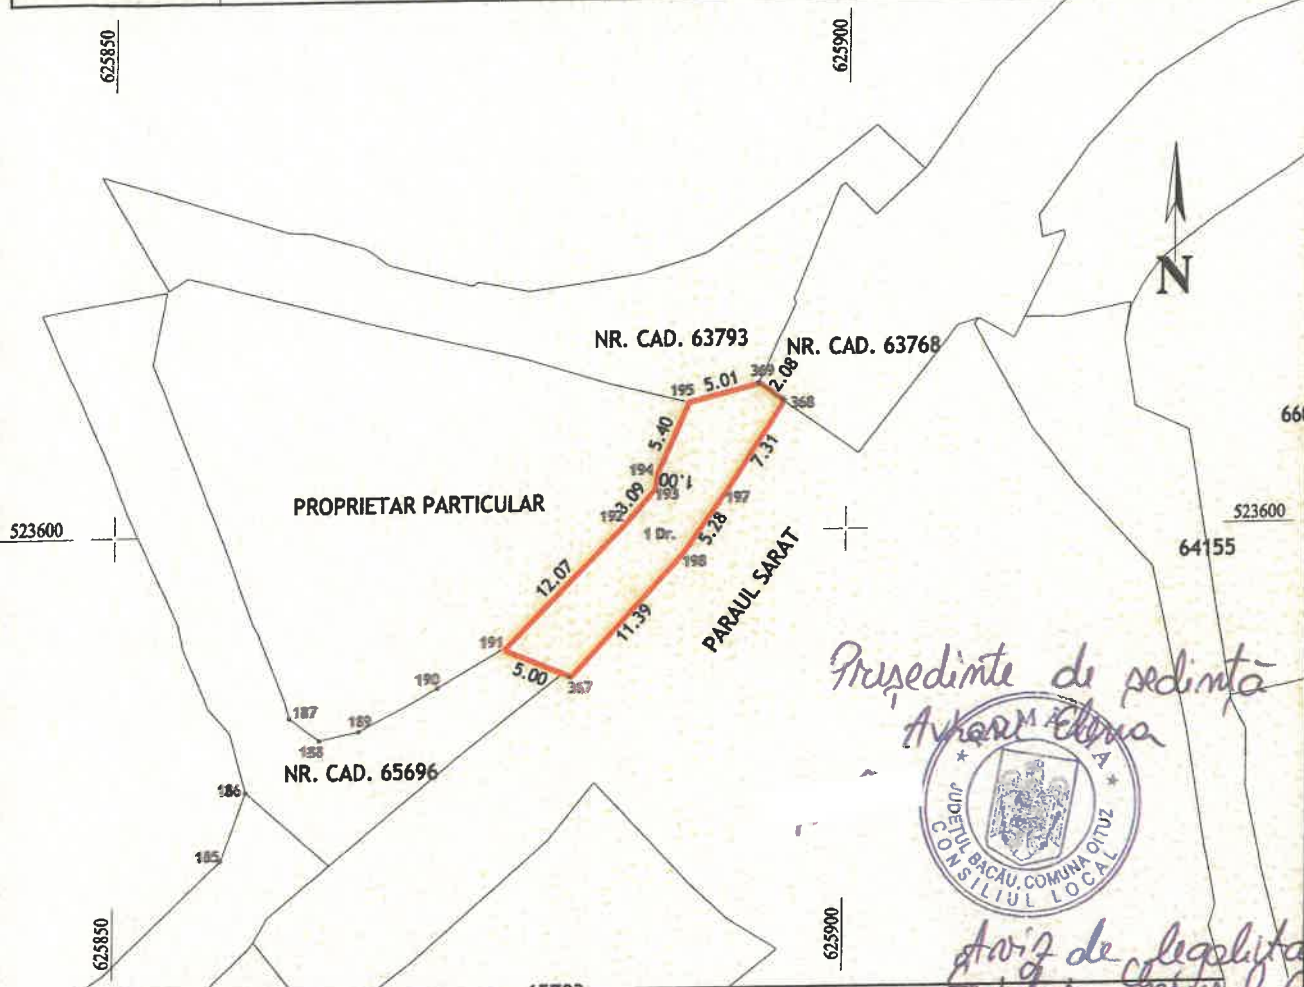 625850
625900
N
NR. CAD. 63793
NR. CAD. 63768
369
2.08
195
5.01
368
5.40
7.31
194
1.00
193
3.09
197
192
PROPRIETAR PARTICULAR
1 Dr.
5.28
198
523600
523600
64155
12.07
11.39
PARAUL SARAT
191
5.00
367
190
187
189
188
NR. CAD. 65696
186
185
Președinte de ședință
ROMANIA
JUDEȚUL BACĂU, COMUNA OITUZ
CONSILIUL LOCAL
625850
625900
Aviz de